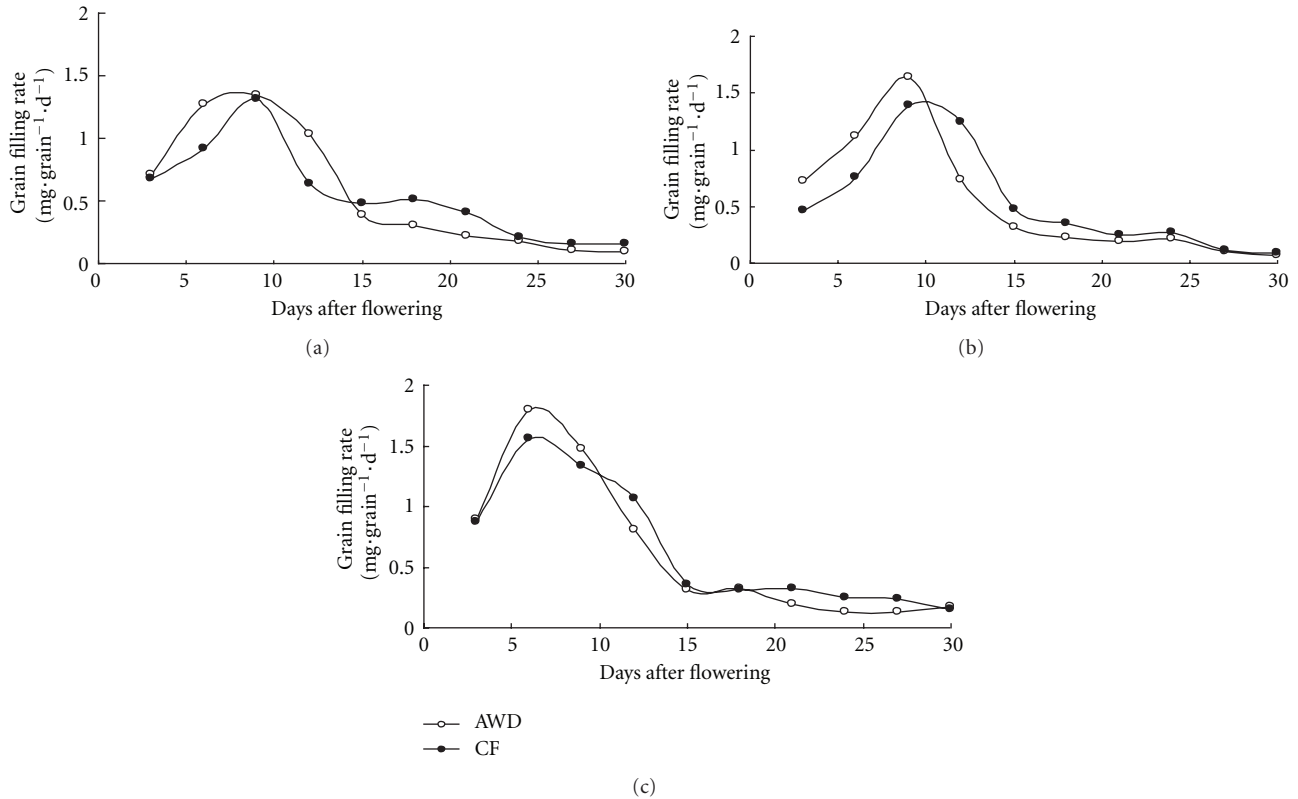 2
1.5
1
0.5
0
0 5 10 15 20 25 30
Grain filling rate
(mg·grain⁻¹·d⁻¹)
Days after flowering
(a)
2
1.5
1
0.5
0
0 5 10 15 20 25 30
Grain filling rate
(mg·grain⁻¹·d⁻¹)
Days after flowering
(b)
2
1.5
1
0.5
0
0 5 10 15 20 25 30
Grain filling rate
(mg·grain⁻¹·d⁻¹)
Days after flowering
AWD
CF
(c)